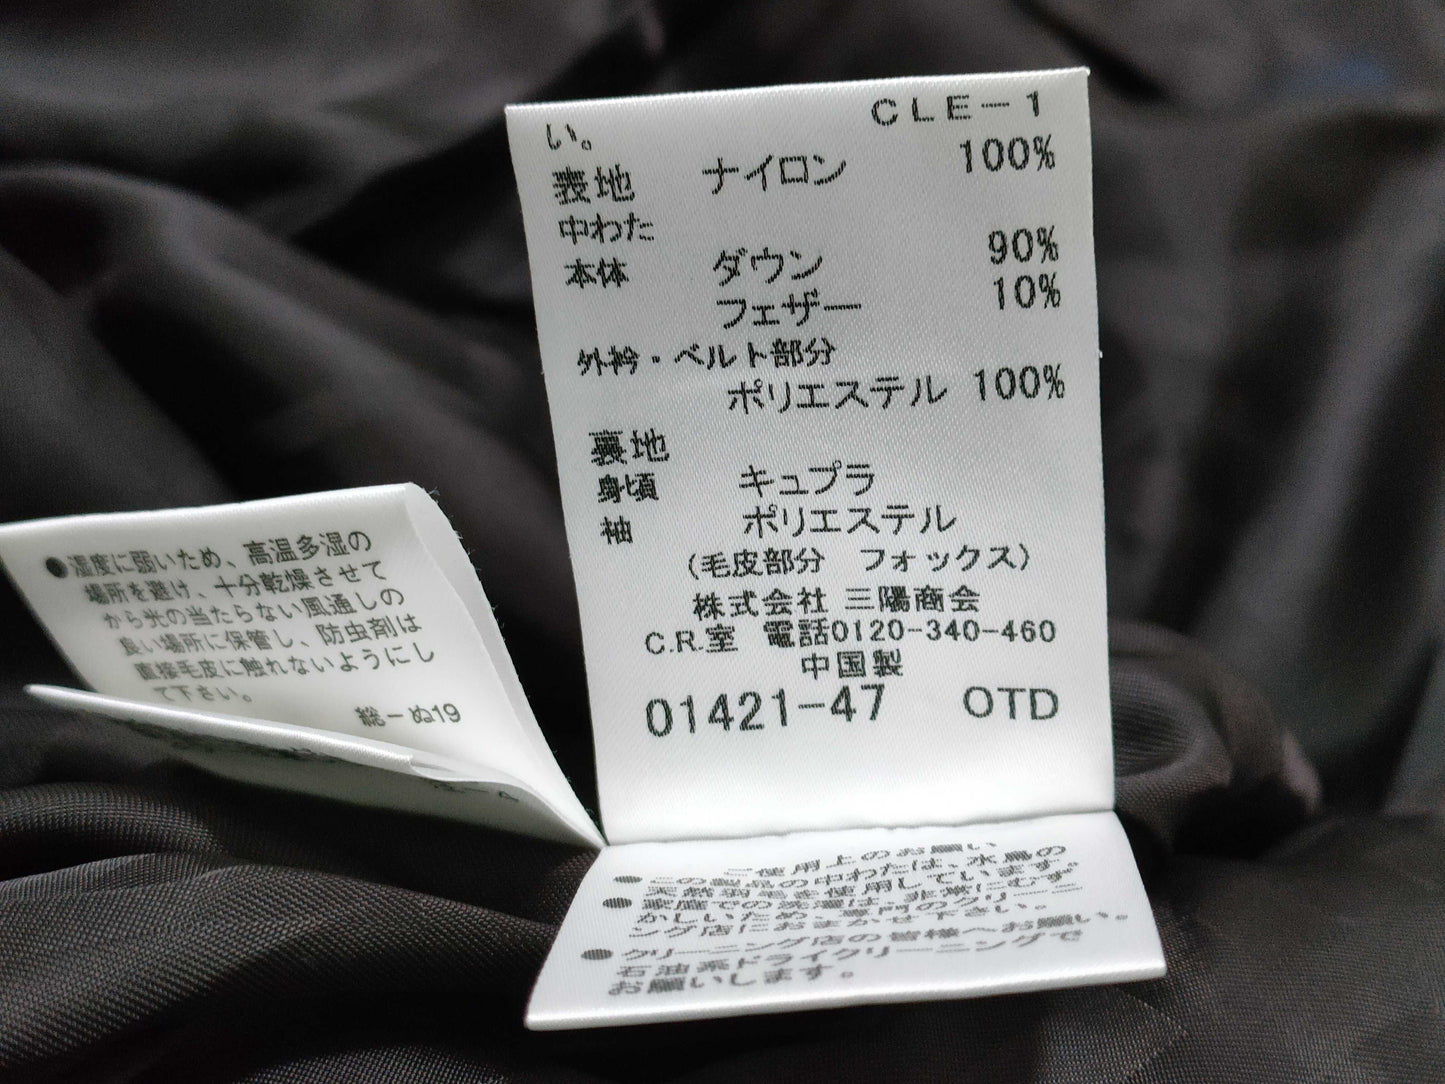 い。
CLE－1
表地 ナイロン 100%
中わた
本体 ダウン 90%
フェザー 10%
外衿・ベルト部分
ポリエステル 100%
裏地
身頃 キュプラ
袖 ポリエステル
(毛皮部分 フォックス)
株式会社 三陽商会
C.R.室 電話0120-340-460
中国製
01421-47 OTD
●湿度に弱いため、高温多湿の
場所を避け、十分乾燥させて
から光の当たらない風通しの
良い場所に保管し、防虫剤は
直接毛皮に触れないようにし
て下さい。
総－ぬ19
ご使用上のお願い
●この製品の中わたは、水鳥の
天然羽毛を使用しています。
●家庭での洗濯は、非常にむず
かしいため、専門のクリーニ
ング店におまかせ下さい。
●クリーニング店の皆様へお願い。
石油系ドライクリーニングで
お願いします。